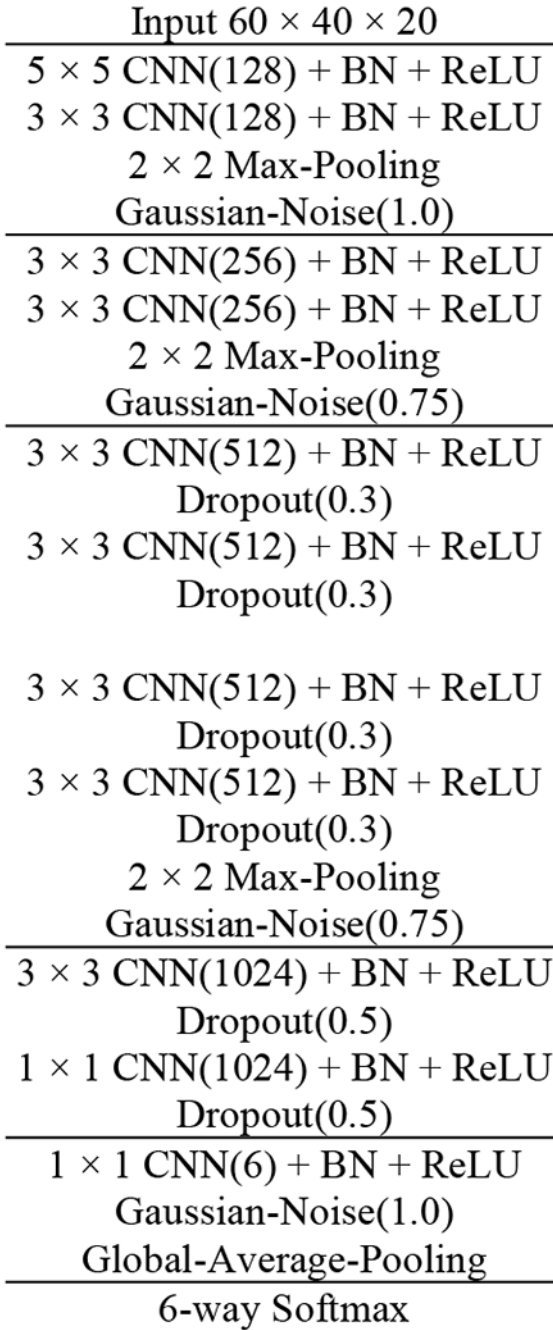 Input 60 × 40 × 20
5 × 5 CNN(128) + BN + ReLU
3 × 3 CNN(128) + BN + ReLU
2 × 2 Max-Pooling
Gaussian-Noise(1.0)
3 × 3 CNN(256) + BN + ReLU
3 × 3 CNN(256) + BN + ReLU
2 × 2 Max-Pooling
Gaussian-Noise(0.75)
3 × 3 CNN(512) + BN + ReLU
Dropout(0.3)
3 × 3 CNN(512) + BN + ReLU
Dropout(0.3)
3 × 3 CNN(512) + BN + ReLU
Dropout(0.3)
3 × 3 CNN(512) + BN + ReLU
Dropout(0.3)
2 × 2 Max-Pooling
Gaussian-Noise(0.75)
3 × 3 CNN(1024) + BN + ReLU
Dropout(0.5)
1 × 1 CNN(1024) + BN + ReLU
Dropout(0.5)
1 × 1 CNN(6) + BN + ReLU
Gaussian-Noise(1.0)
Global-Average-Pooling
6-way Softmax